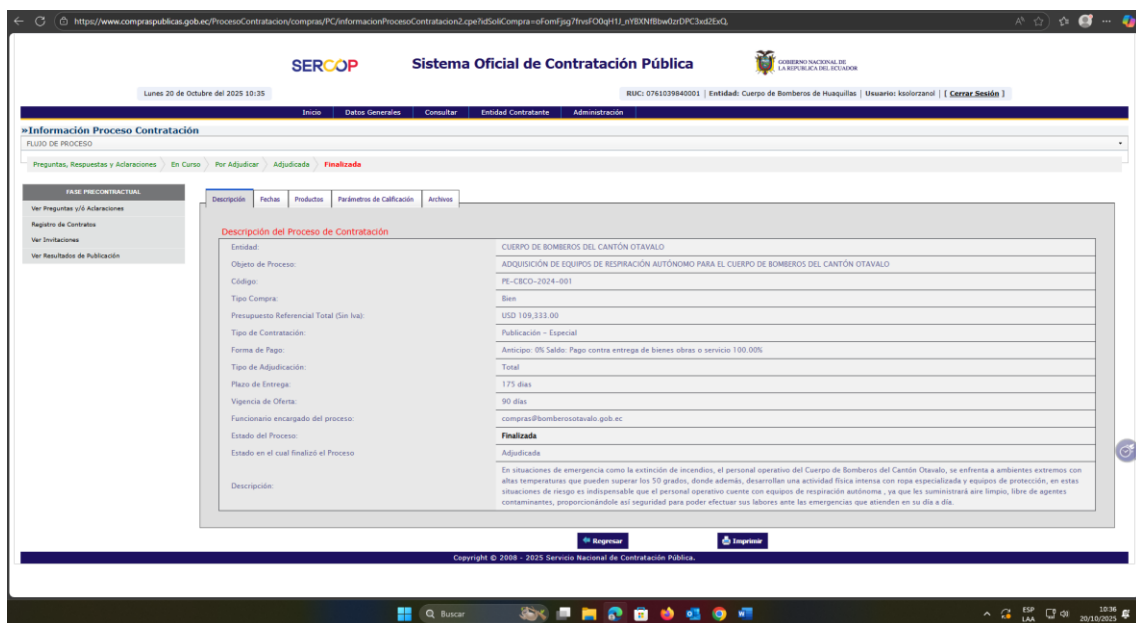 https://www.compraspublicas.gob.ec/ProcesoContratacion/compras/PC/informacionProcesoContratacion2.cpe?idSoliCompra=
SERCOP
Sistema Oficial de Contratación Pública
GOBIERNO NACIONAL DE
LA REPUBLICA DEL ECUADOR
Lunes 20 de Octubre del 2025 10:35
RUC: 0761039840001 | Entidad: Cuerpo de Bomberos de Huaquillas | Usuario: ksolorzanol | [ Cerrar Sesión ]
Inicio Datos Generales Consultar Entidad Contratante Administración
»Información Proceso Contratación
FLUJO DE PROCESO
Preguntas, Respuestas y Aclaraciones En Curso Por Adjudicar Adjudicada Finalizada
FASE PRECONTRACTUAL
Ver Preguntas y/ó Aclaraciones
Registro de Contratos
Ver Invitaciones
Ver Resultados de Publicación
Descripción Fechas Productos Parámetros de Calificación Archivos
Descripción del Proceso de Contratación
Entidad: CUERPO DE BOMBEROS DEL CANTÓN OTAVALO
Objeto de Proceso: ADQUISICIÓN DE EQUIPOS DE RESPIRACIÓN AUTÓNOMO PARA EL CUERPO DE BOMBEROS DEL CANTÓN OTAVALO
Código: PE-CBCO-2024-001
Tipo Compra: Bien
Presupuesto Referencial Total (Sin Iva): USD 109,333.00
Tipo de Contratación: Publicación - Especial
Forma de Pago: Anticipo: 0% Saldo: Pago contra entrega de bienes obras o servicio 100.00%
Tipo de Adjudicación: Total
Plazo de Entrega: 175 dias
Vigencia de Oferta: 90 dias
Funcionario encargado del proceso: compras@bomberosotavalo.gob.ec
Estado del Proceso: Finalizada
Estado en el cual finalizó el Proceso Adjudicada
Descripción: En situaciones de emergencia como la extinción de incendios, el personal operativo del Cuerpo de Bomberos del Cantón Otavalo, se enfrenta a ambientes extremos con
altas temperaturas que pueden superar los 50 grados, donde además, desarrollan una actividad física intensa con ropa especializada y equipos de protección, en estas
situaciones de riesgo es indispensable que el personal operativo cuente con equipos de respiración autónoma , ya que les suministrará aire limpio, libre de agentes
contaminantes, proporcionándole así seguridad para poder efectuar sus labores ante las emergencias que atienden en su día a día.
Regresar Imprimir
Copyright © 2008 - 2025 Servicio Nacional de Contratación Pública.
Buscar
ESP
LAA
10:36
20/10/2025